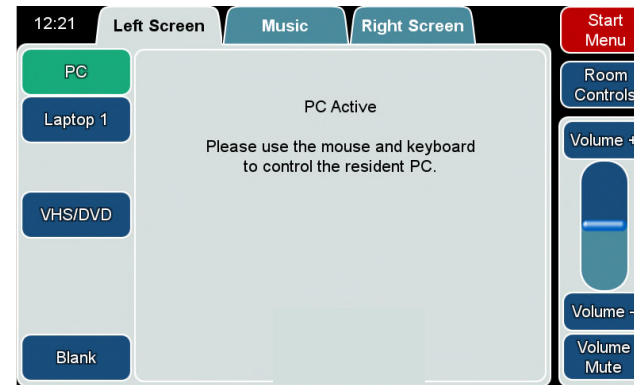 12:21
Left Screen
Music
Right Screen
Start
Menu
PC
Laptop 1
VHS/DVD
Blank
PC Active
Please use the mouse and keyboard
to control the resident PC.
Room
Controls
Volume +
Volume -
Volume
Mute